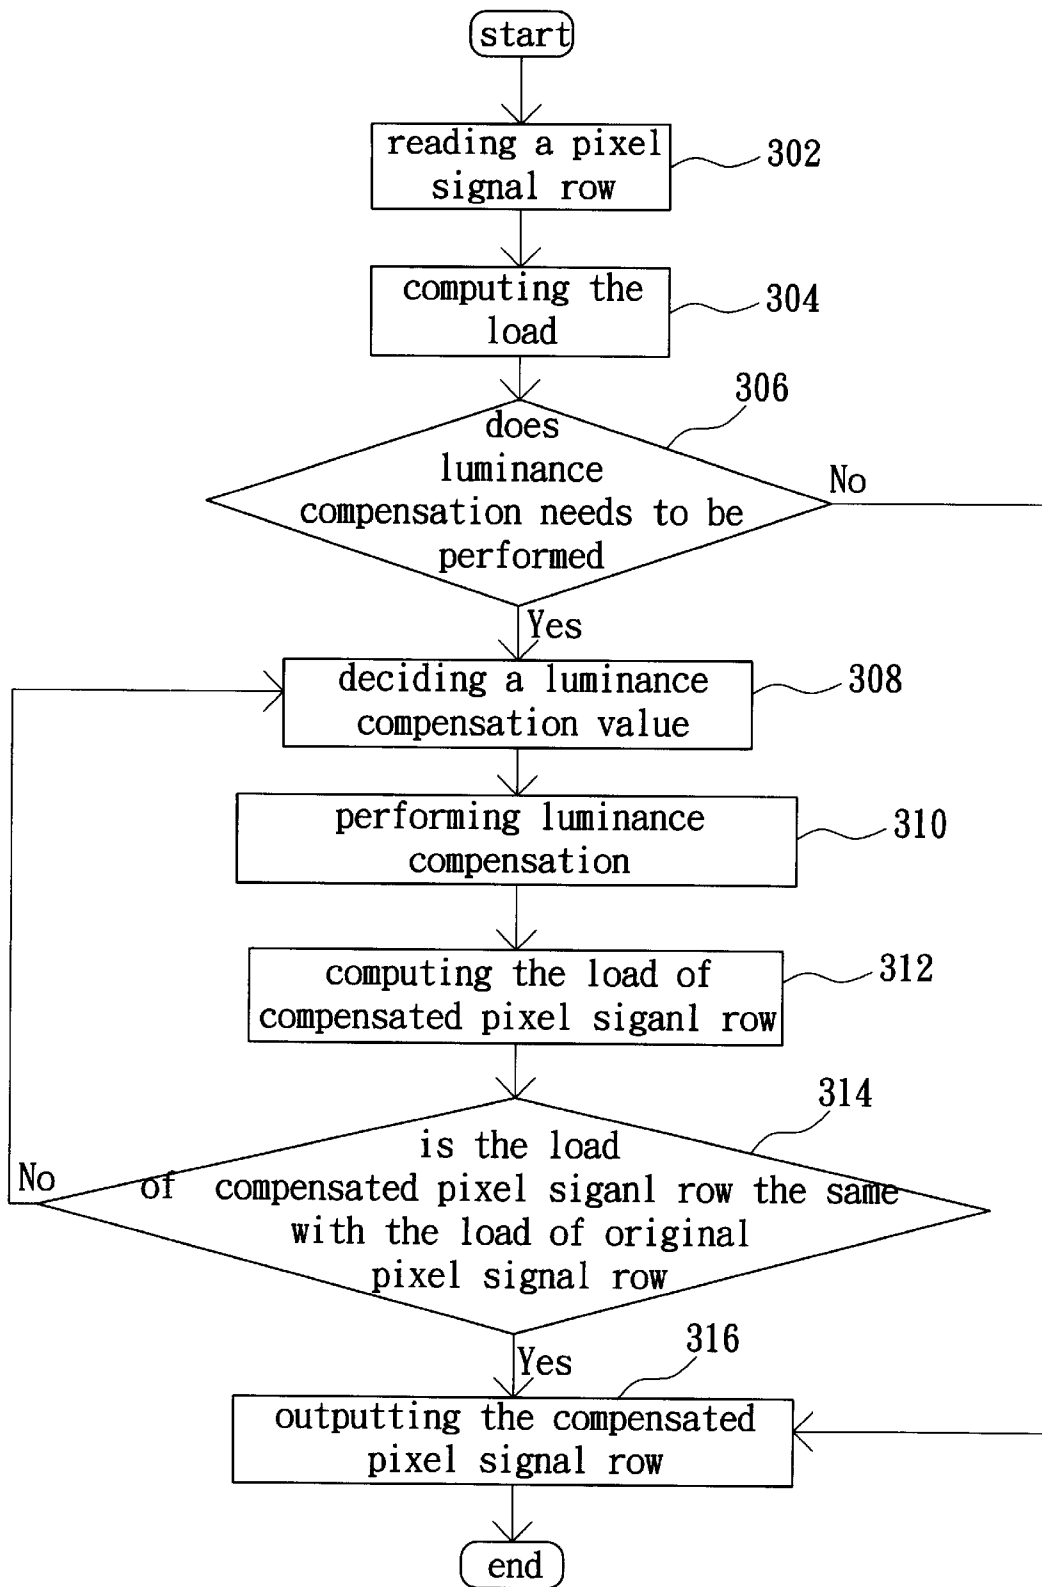 start
reading a pixel
signal row
302
computing the
load
304
306
does
luminance
compensation needs to be
performed
No
Yes
deciding a luminance
compensation value
308
performing luminance
compensation
310
computing the load of
compensated pixel siganl row
312
314
is the load
of compensated pixel siganl row the same
with the load of original
pixel signal row
No
Yes
316
outputting the compensated
pixel signal row
end